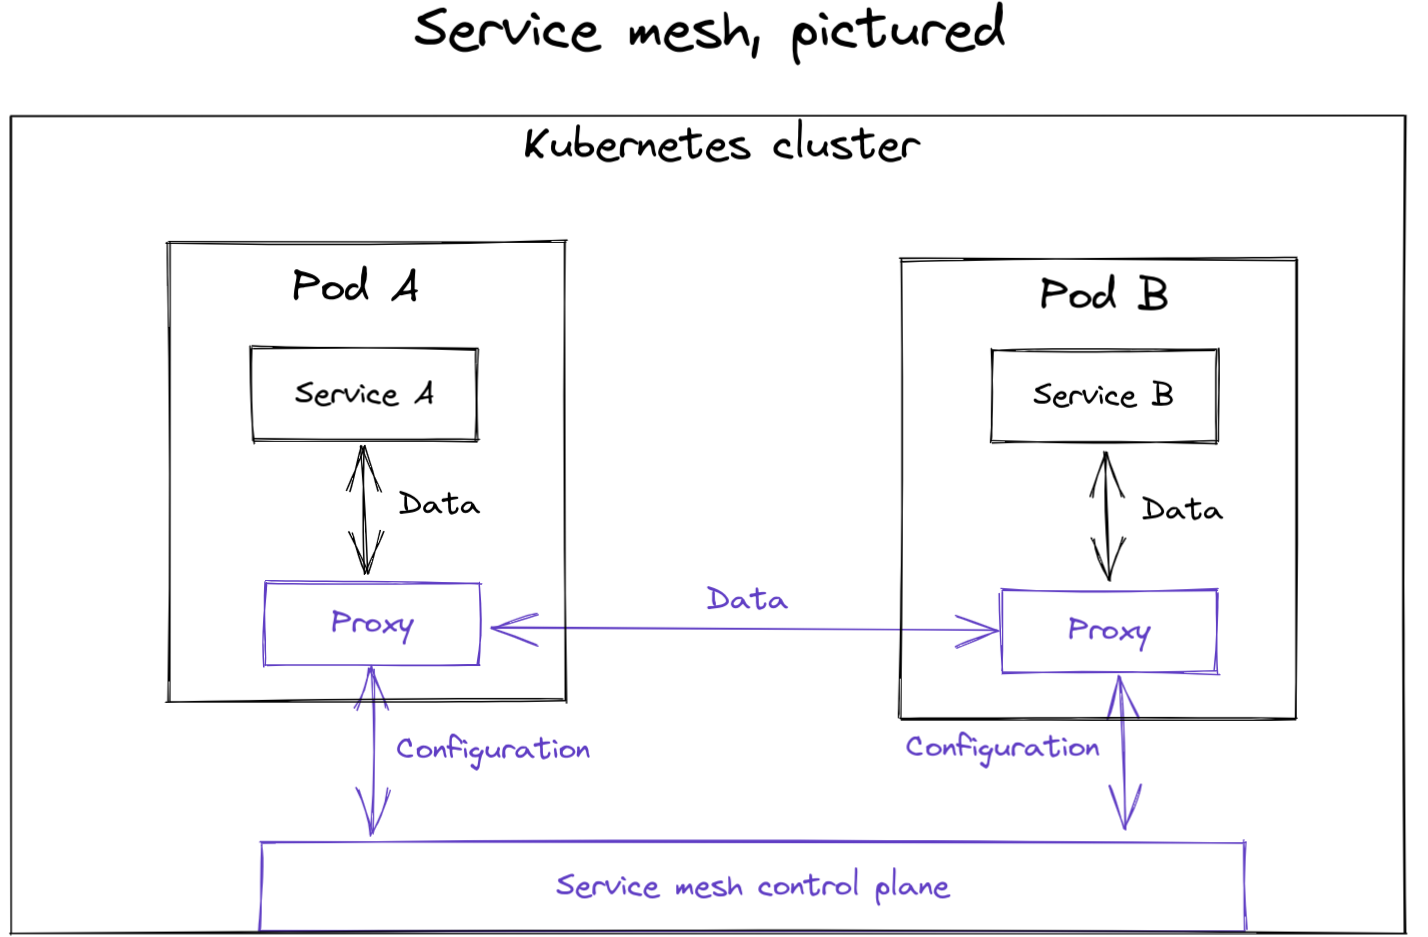 Service mesh, pictured
Kubernetes cluster
Pod A
Service A
Data
Proxy
Configuration
Data
Pod B
Service B
Data
Proxy
Configuration
Service mesh control plane